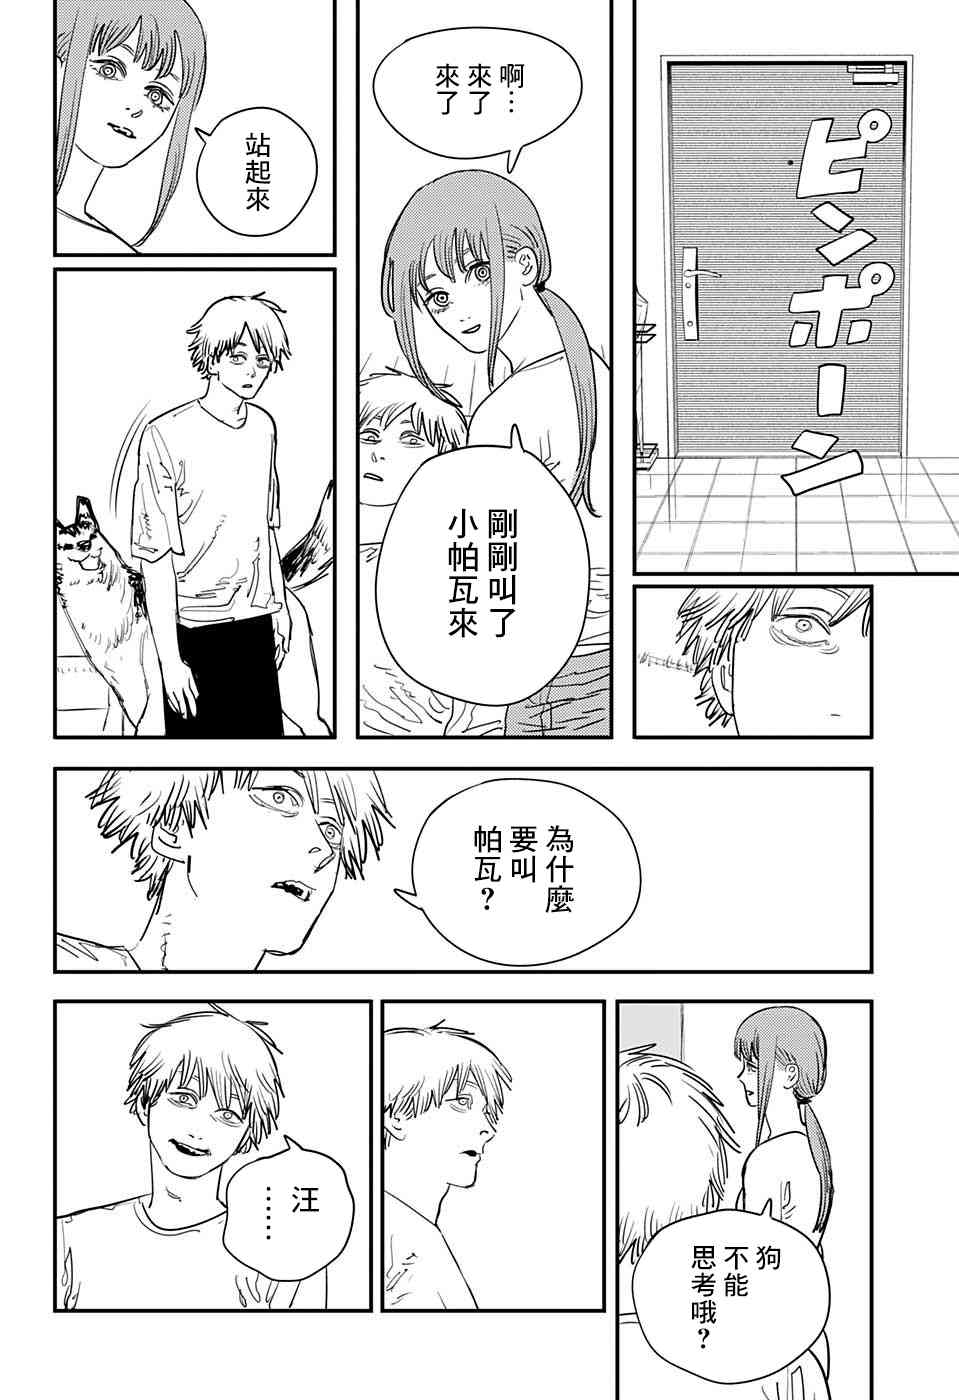 ピンポーン
啊…
來了
來了
剛剛叫了
小帕瓦來
站起來
為什麼
要叫
帕瓦?
狗
不能
思考哦?
汪
……